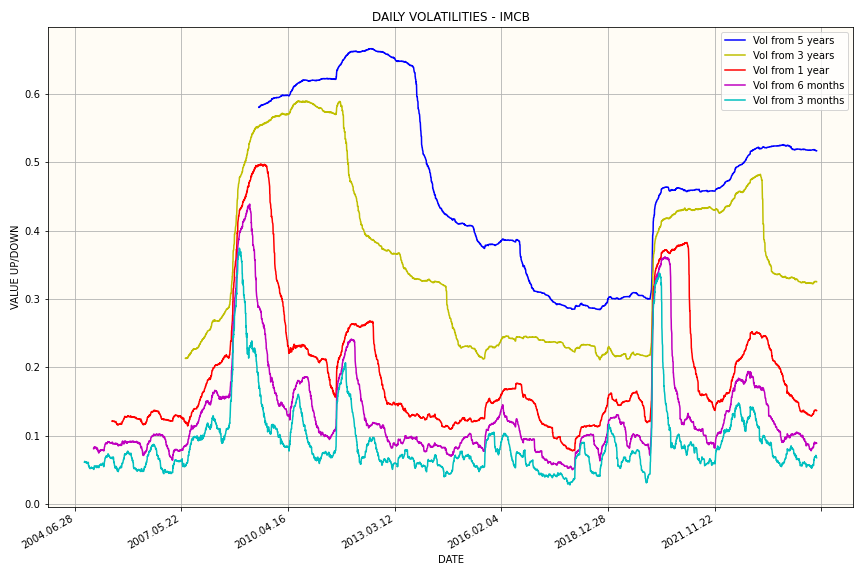 DAILY VOLATILITIES - IMCB
Vol from 5 years
Vol from 3 years
Vol from 1 year
Vol from 6 months
Vol from 3 months
VALUE UP/DOWN
0.6
0.5
0.4
0.3
0.2
0.1
0.0
2004.06.28
2007.05.22
2010.04.16
2013.03.12
2016.02.04
2018.12.28
2021.11.22
DATE